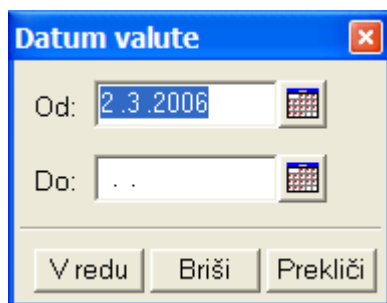 Datum valute
Od: 2.3.2006
Do: . .
V redu Briši Prekliči